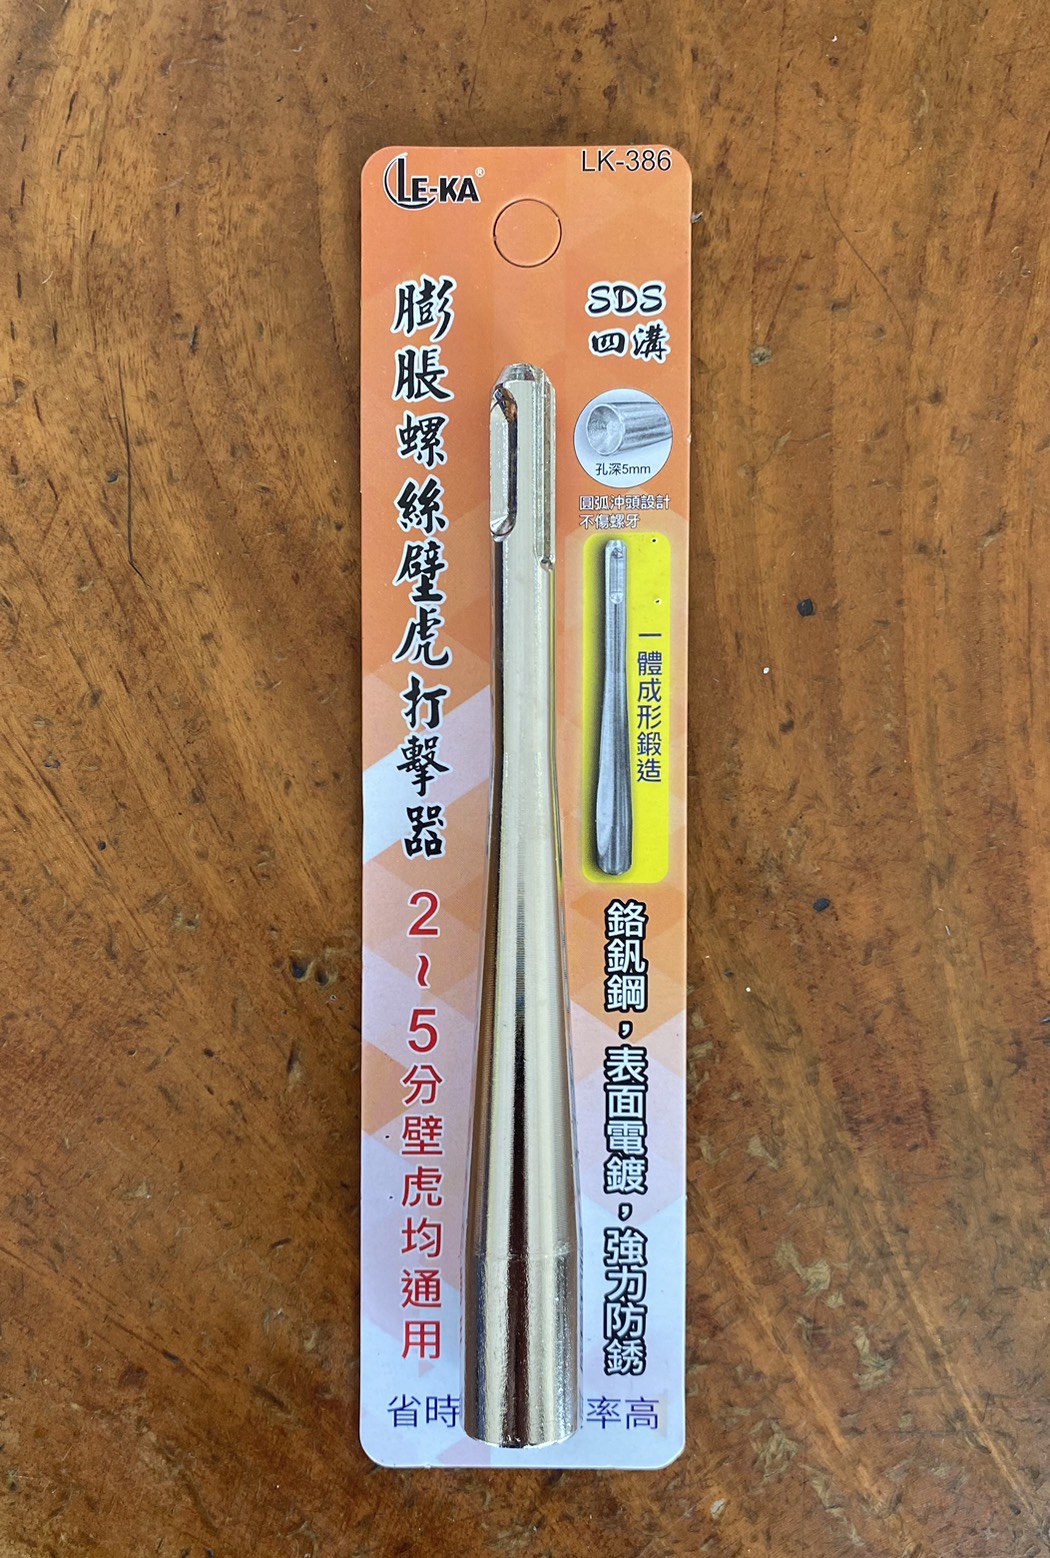 LE-KA®
LK-386
膨脹螺絲壁虎打擊器
2~5分壁虎均通用
SDS
四溝
孔深5mm
圓弧沖頭設計
不傷螺牙
一體成形鍛造
鉻釩鋼，表面電鍍，強力防銹
省時
率高